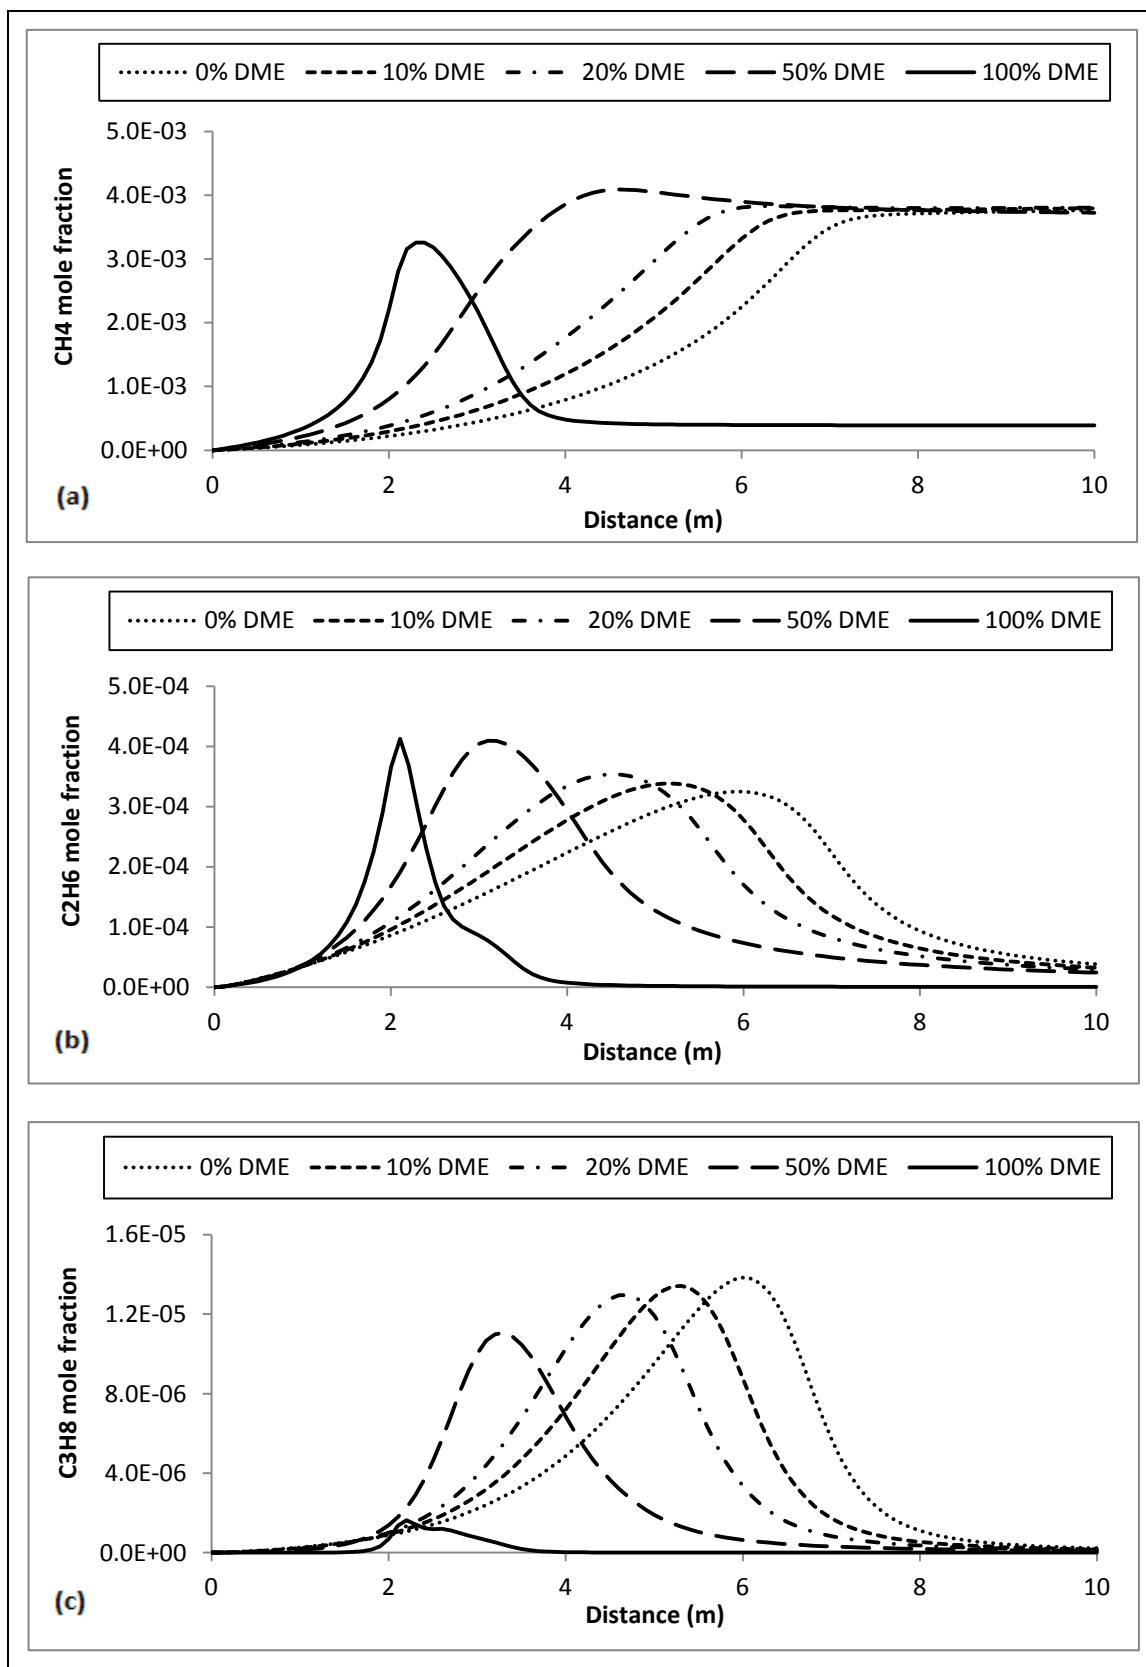 0% DME 10% DME 20% DME 50% DME 100% DME
5.0E-03
4.0E-03
3.0E-03
2.0E-03
1.0E-03
0.0E+00
CH4 mole fraction
0 2 4 6 8 10
Distance (m)
(a)
0% DME 10% DME 20% DME 50% DME 100% DME
5.0E-04
4.0E-04
3.0E-04
2.0E-04
1.0E-04
0.0E+00
C2H6 mole fraction
0 2 4 6 8 10
Distance (m)
(b)
0% DME 10% DME 20% DME 50% DME 100% DME
1.6E-05
1.2E-05
8.0E-06
4.0E-06
0.0E+00
C3H8 mole fraction
0 2 4 6 8 10
Distance (m)
(c)